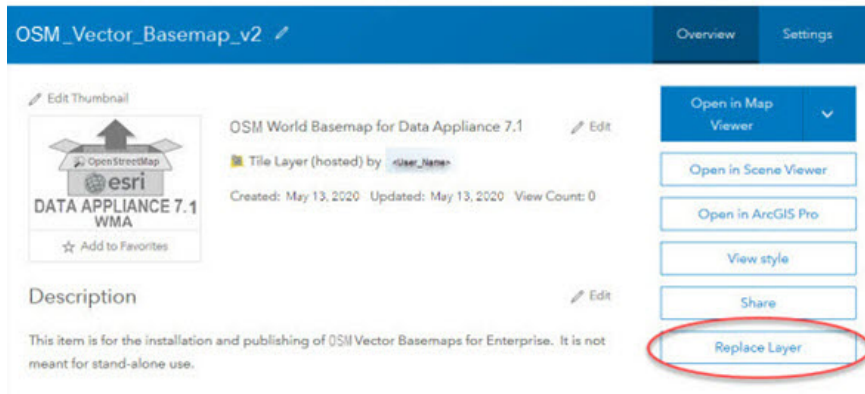 OSM_Vector_Basemap_v2
Overview
Settings
Edit Thumbnail
OpenStreetMap
esri
DATA APPLIANCE 7.1
WMA
Add to Favorites
OSM World Basemap for Data Appliance 7.1
Edit
Tile Layer (hosted) by <User_Name>
Created: May 13, 2020 Updated: May 13, 2020 View Count: 0
Description
Edit
This item is for the installation and publishing of OSM Vector Basemaps for Enterprise. It is not
meant for stand-alone use.
Open in Map
Viewer
Open in Scene Viewer
Open in ArcGIS Pro
View style
Share
Replace Layer